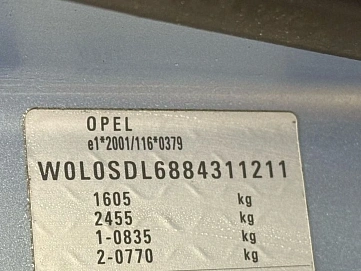 OPEL
e1*2001/116*0379
W0L0SDL6884311211
1605 kg
2455 kg
1-0835 kg
2-0770 kg